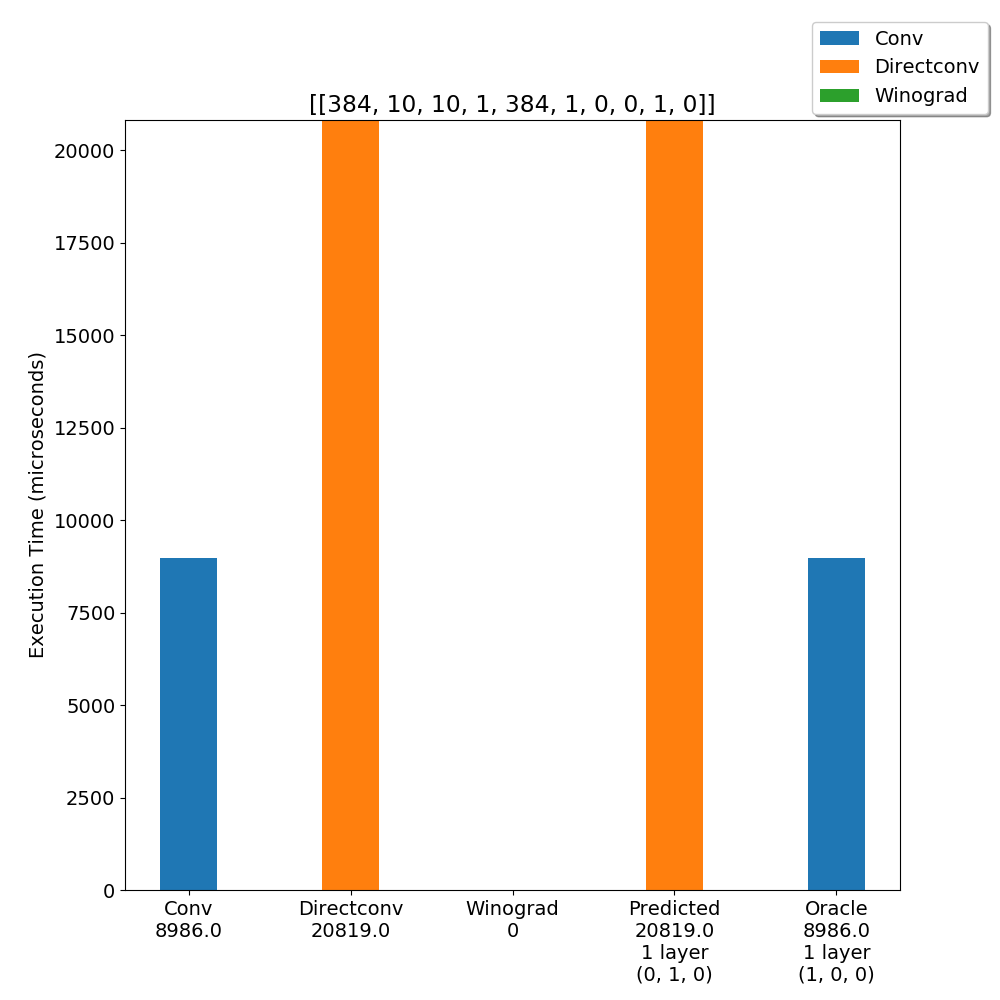 Conv
Directconv
Winograd
[[384, 10, 10, 1, 384, 1, 0, 0, 1, 0]]
Execution Time (microseconds)
20000
17500
15000
12500
10000
7500
5000
2500
0
Conv
8986.0
Directconv
20819.0
Winograd
0
Predicted
20819.0
1 layer
(0, 1, 0)
Oracle
8986.0
1 layer
(1, 0, 0)